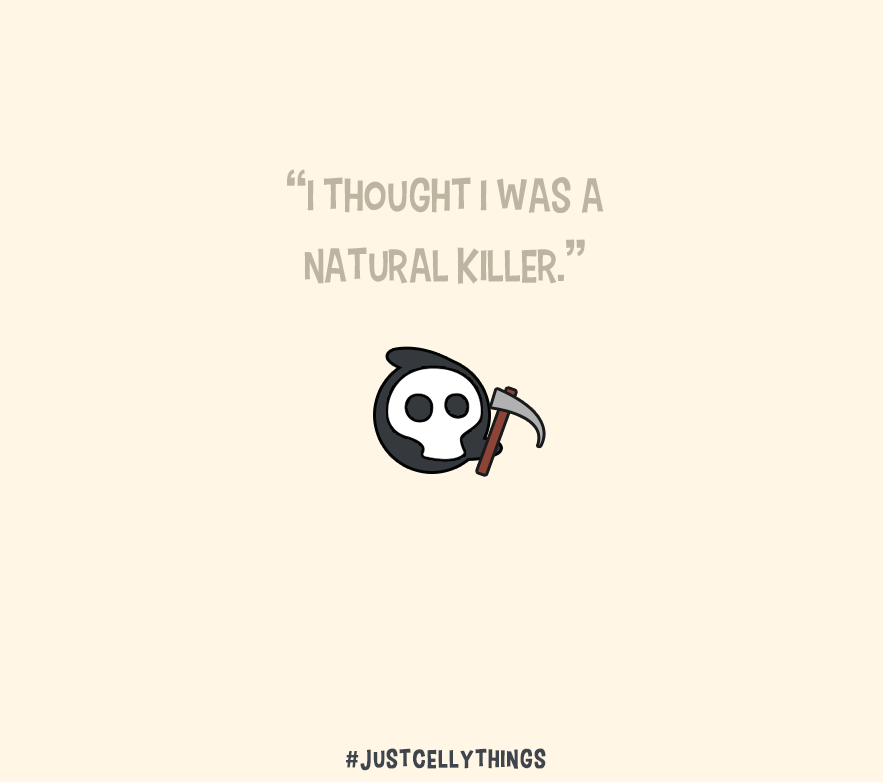 “I THOUGHT I WAS A
NATURAL KILLER.”
#JUSTCELLYTHINGS